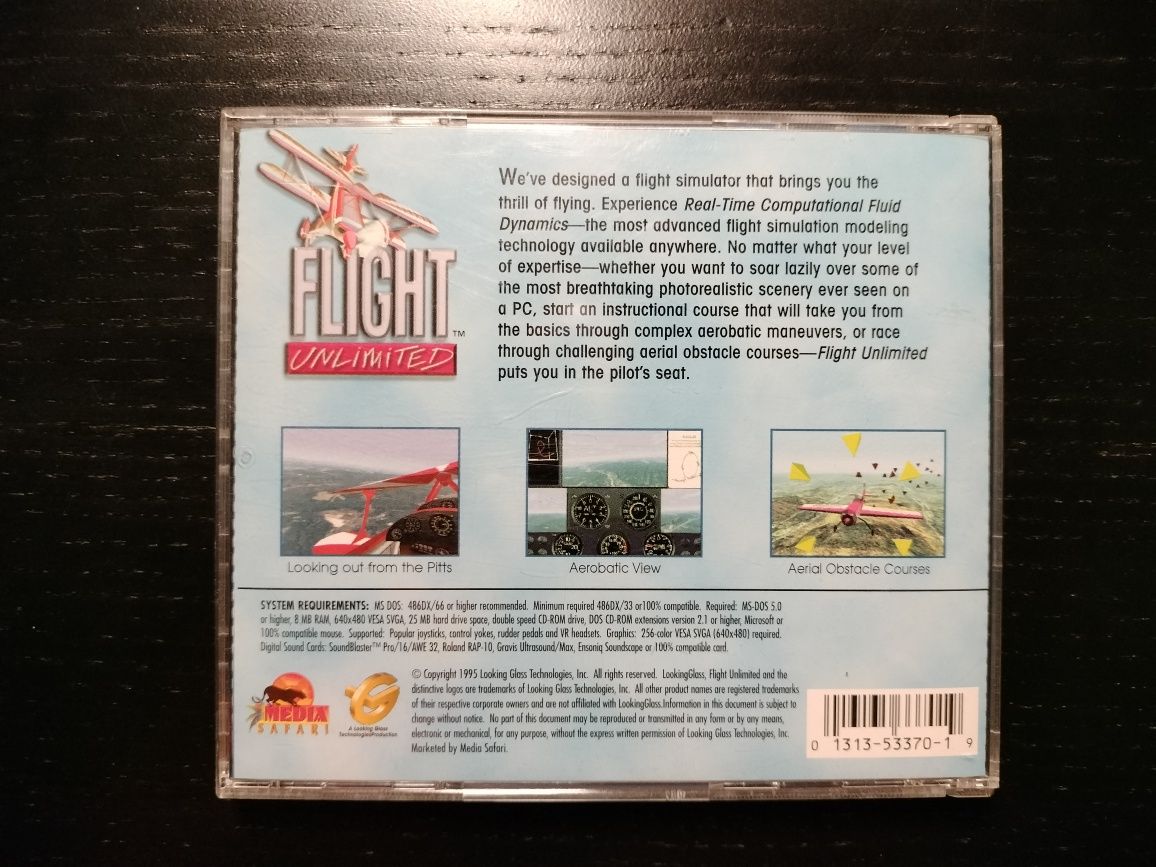 FLIGHT™
UNLIMITED
We've designed a flight simulator that brings you the
thrill of flying. Experience Real-Time Computational Fluid
Dynamics—the most advanced flight simulation modeling
technology available anywhere. No matter what your level
of expertise—whether you want to soar lazily over some of
the most breathtaking photorealistic scenery ever seen on
a PC, start an instructional course that will take you from
the basics through complex aerobatic maneuvers, or race
through challenging aerial obstacle courses—Flight Unlimited
puts you in the pilot's seat.
Looking out from the Pitts
Aerobatic View
Aerial Obstacle Courses
SYSTEM REQUIREMENTS: MS DOS: 486DX/66 or higher recommended. Minimum required 486DX/33 or100% compatible. Required: MS-DOS 5.0
or higher, 8 MB RAM, 640x480 VESA SVGA, 25 MB hard drive space, double speed CD-ROM drive, DOS CD-ROM extensions version 2.1 or higher, Microsoft or
100% compatible mouse. Supported: Popular joysticks, control yokes, rudder pedals and VR headsets. Graphics: 256-color VESA SVGA (640x480) required.
Digital Sound Cards: SoundBlaster™ Pro/16/AWE 32, Roland RAP-10, Gravis Ultrasound/Max, Ensoniq Soundscape or 100% compatible card.
MEDIA
SAFARI
A Looking Glass
TechnologiesProduction
© Copyright 1995 Looking Glass Technologies, Inc. All rights reserved. LookingGlass, Flight Unlimited and the
distinctive logos are trademarks of Looking Glass Technologies, Inc. All other product names are registered trademarks
of their respective corporate owners and are not affiliated with LookingGlass.Information in this document is subject to
change without notice. No part of this document may be reproduced or transmitted in any form or by any means,
electronic or mechanical, for any purpose, without the express written permission of Looking Glass Technologies, Inc.
Marketed by Media Safari.
0 1313-53370-1 9